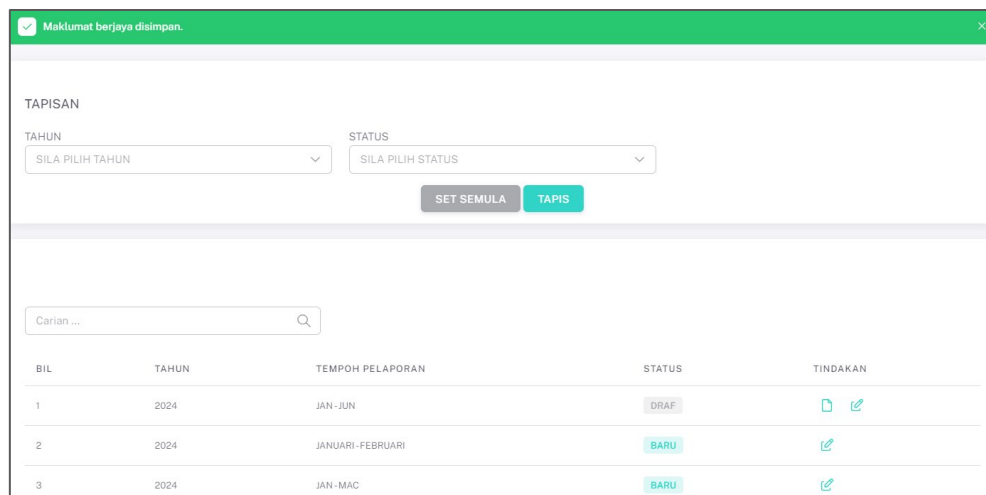 Maklumat berjaya disimpan.
TAPISAN
TAHUN STATUS
SILA PILIH TAHUN SILA PILIH STATUS
SET SEMULA TAPIS
Carian ...
BIL TAHUN TEMPOH PELAPORAN STATUS TINDAKAN
1 2024 JAN - JUN DRAF
2 2024 JANUARI - FEBRUARI BARU
3 2024 JAN - MAC BARU